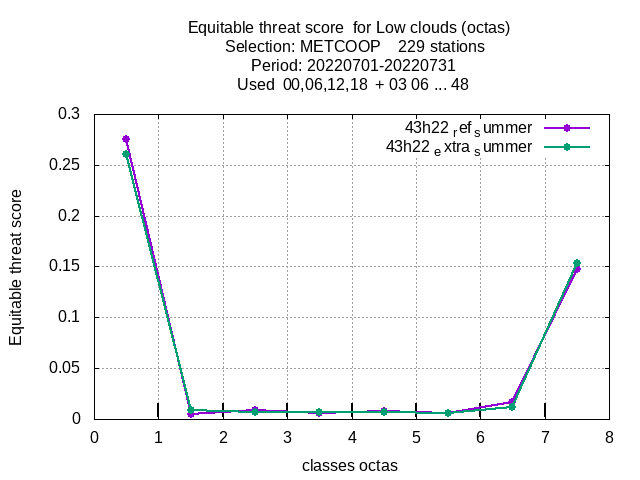 Equitable threat score  for Low clouds (octas)
Selection: METCOOP    229 stations
Period: 20220701-20220731
Used  00,06,12,18  + 03 06 ... 48
43h22 ref summer
43h22 extra summer
Equitable threat score
0.3
0.25
0.2
0.15
0.1
0.05
0
0 1 2 3 4 5 6 7 8
classes octas